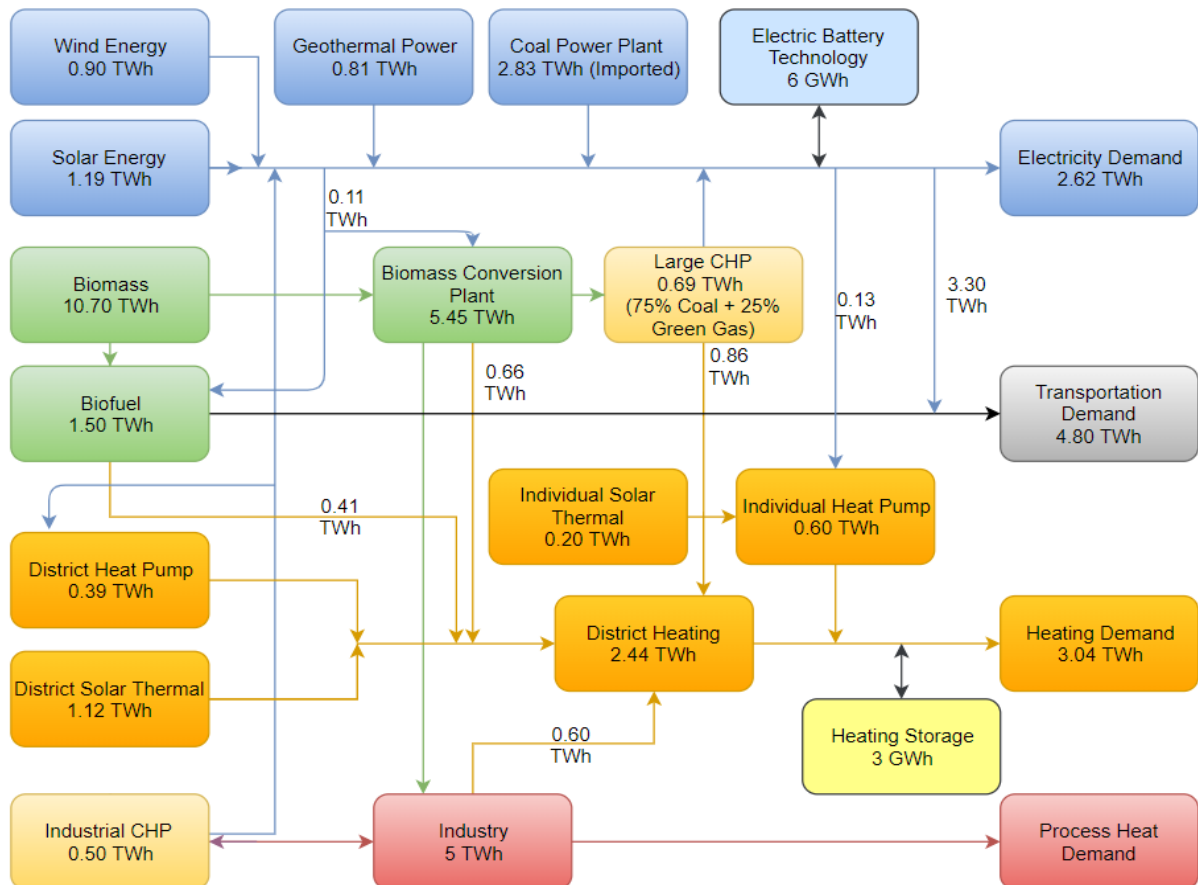 Wind Energy
0.90 TWh
Geothermal Power
0.81 TWh
Coal Power Plant
2.83 TWh (Imported)
Electric Battery
Technology
6 GWh
Solar Energy
1.19 TWh
Electricity Demand
2.62 TWh
0.11
TWh
Biomass
10.70 TWh
Biomass Conversion
Plant
5.45 TWh
Large CHP
0.69 TWh
(75% Coal + 25%
Green Gas)
0.13
TWh
3.30
TWh
0.66
TWh
0.86
TWh
Biofuel
1.50 TWh
Transportation
Demand
4.80 TWh
0.41
TWh
Individual Solar
Thermal
0.20 TWh
Individual Heat Pump
0.60 TWh
District Heat Pump
0.39 TWh
District Heating
2.44 TWh
Heating Demand
3.04 TWh
District Solar Thermal
1.12 TWh
0.60
TWh
Heating Storage
3 GWh
Industrial CHP
0.50 TWh
Industry
5 TWh
Process Heat
Demand